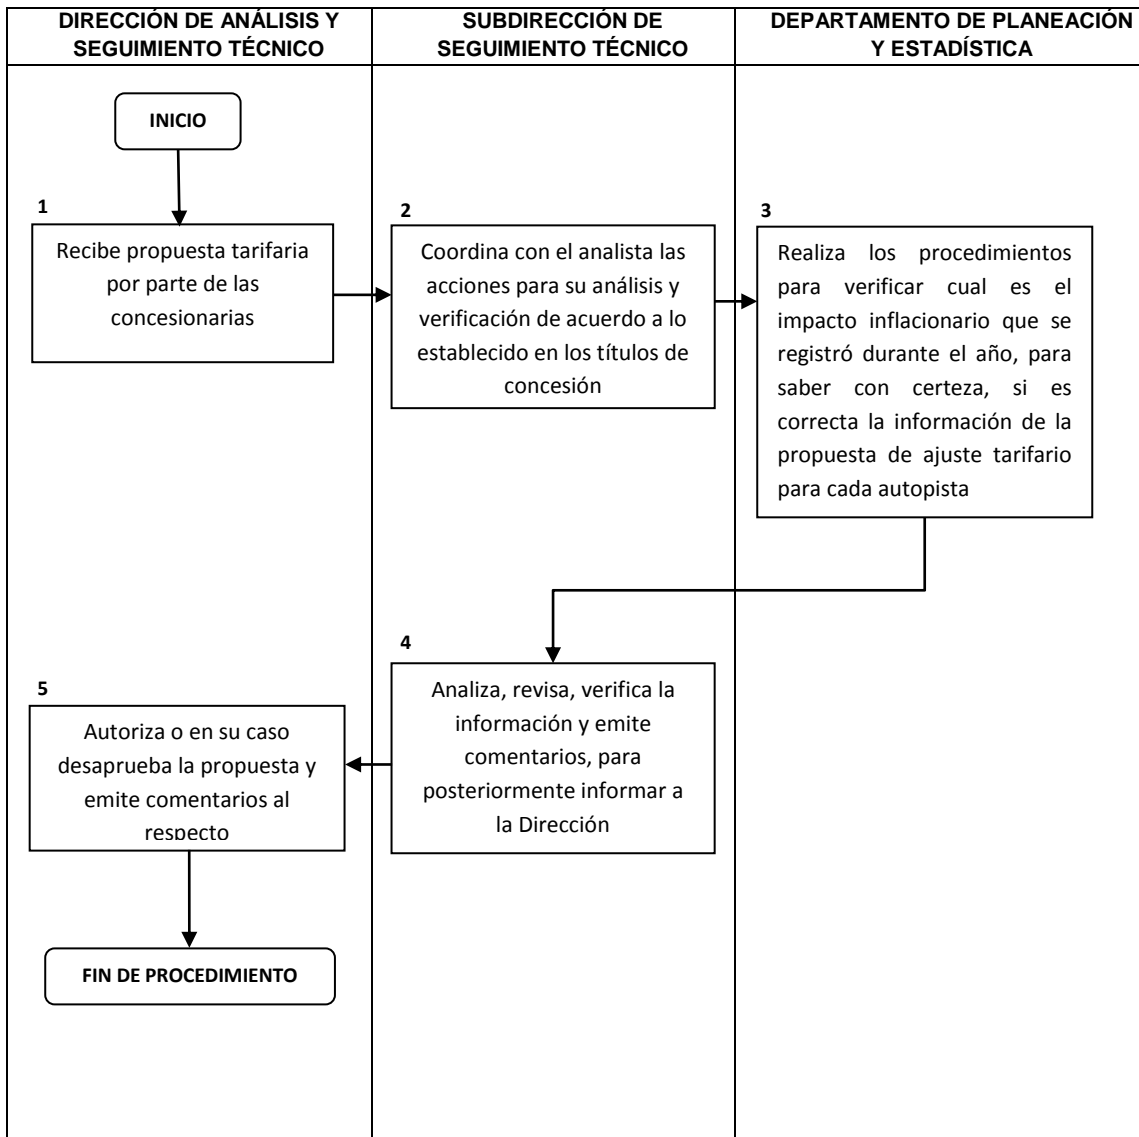 DIRECCIÓN DE ANÁLISIS Y
SEGUIMIENTO TÉCNICO
SUBDIRECCIÓN DE
SEGUIMIENTO TÉCNICO
DEPARTAMENTO DE PLANEACIÓN
Y ESTADÍSTICA
INICIO
1
Recibe propuesta tarifaria
por parte de las
concesionarias
2
Coordina con el analista las
acciones para su análisis y
verificación de acuerdo a lo
establecido en los títulos de
concesión
3
Realiza los procedimientos
para verificar cual es el
impacto inflacionario que se
registró durante el año, para
saber con certeza, si es
correcta la información de la
propuesta de ajuste tarifario
para cada autopista
4
Analiza, revisa, verifica la
información y emite
comentarios, para
posteriormente informar a
la Dirección
5
Autoriza o en su caso
desaprueba la propuesta y
emite comentarios al
respecto
FIN DE PROCEDIMIENTO